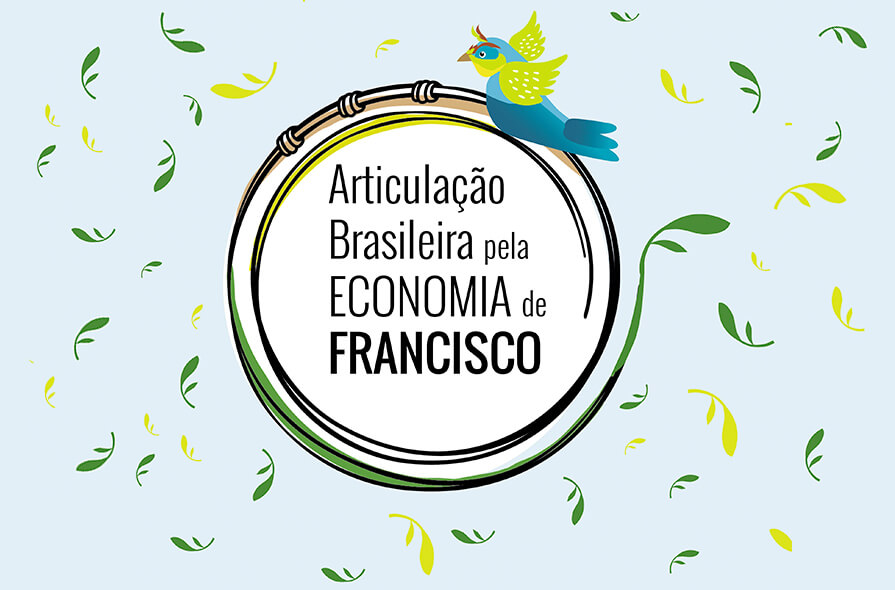 Articulação
Brasileira pela
ECONOMIA de
FRANCISCO